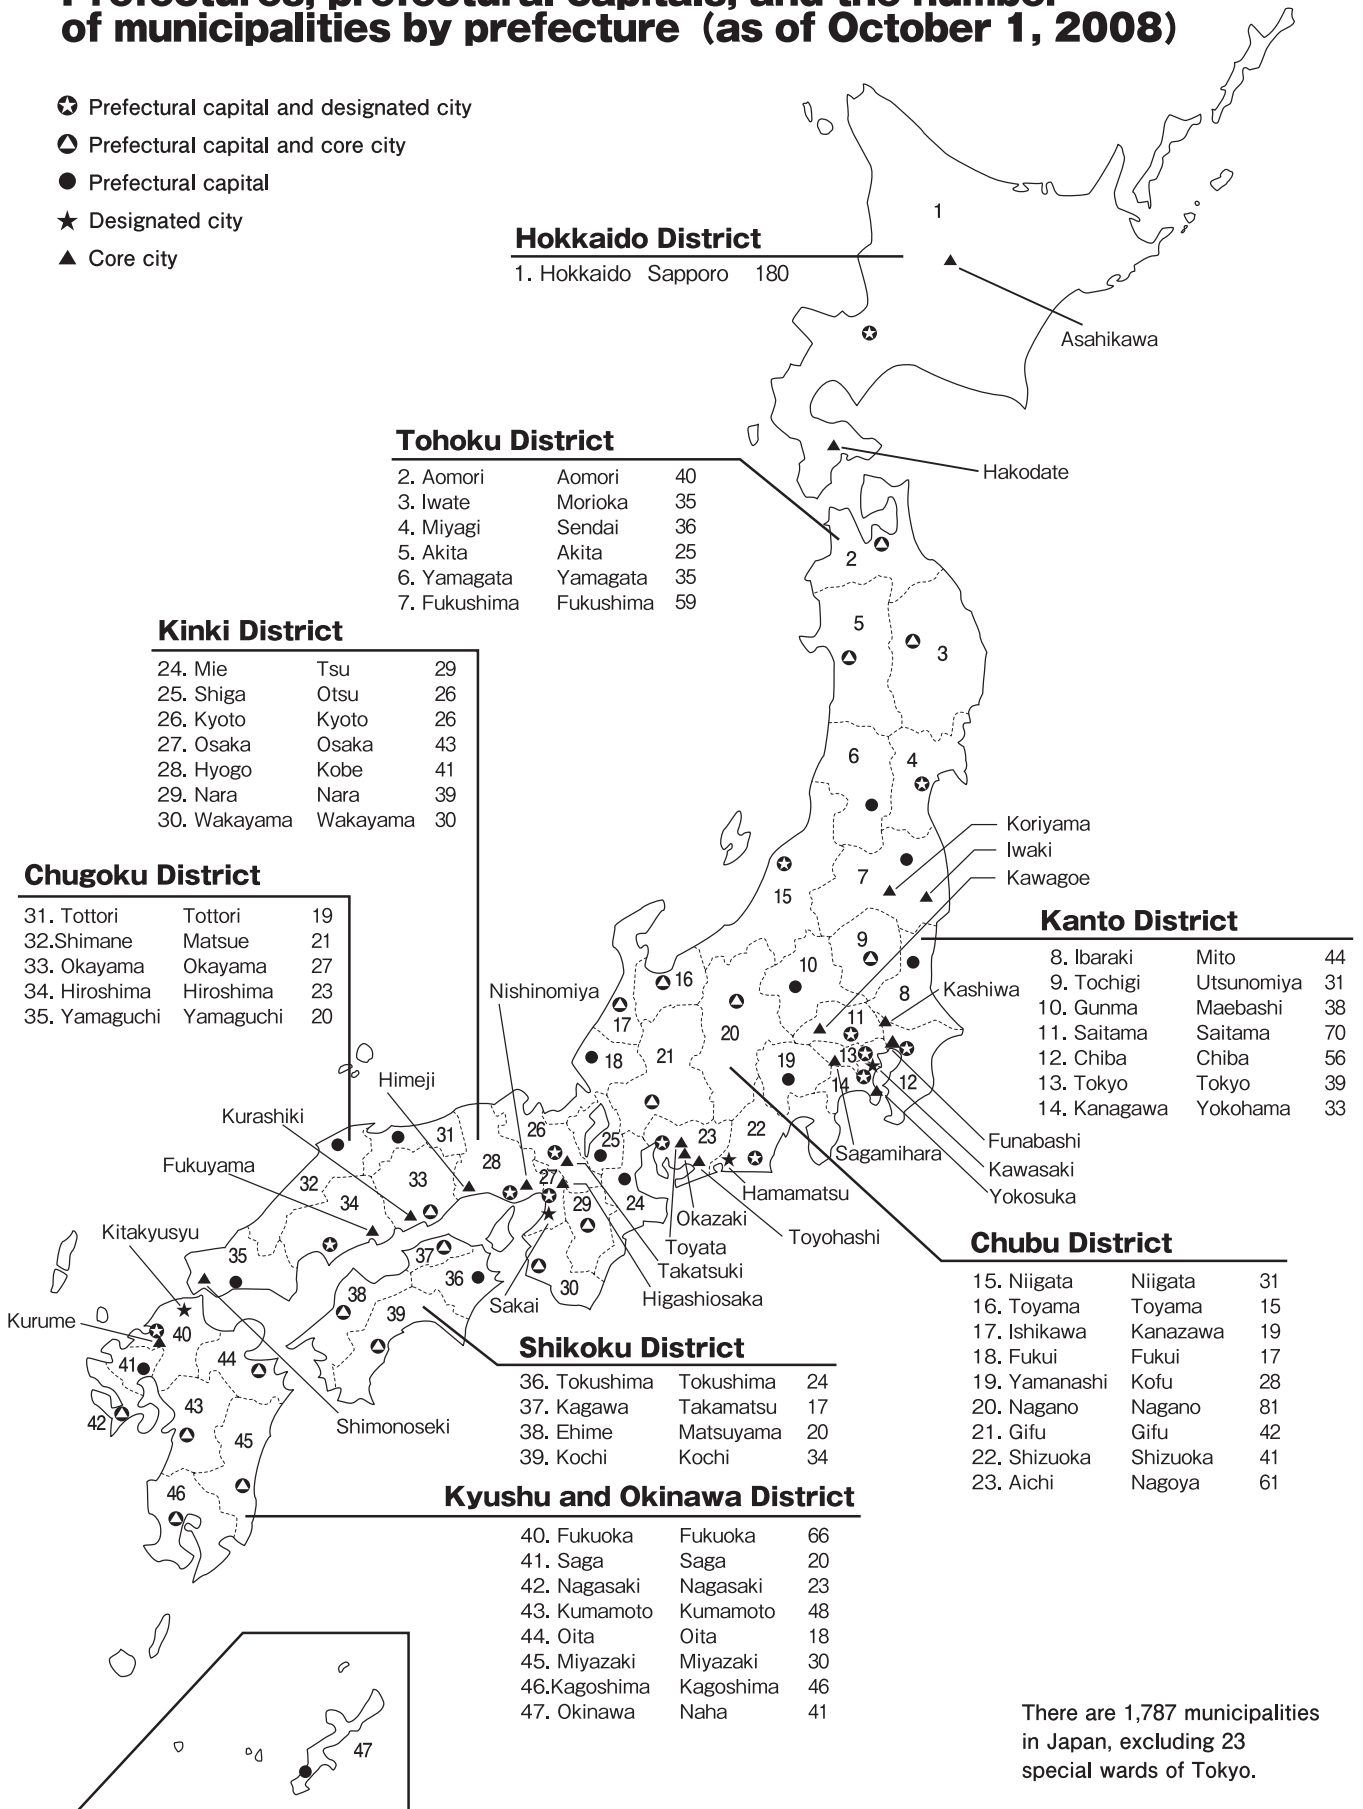 Prefectures, prefectural capitals, and the number
of municipalities by prefecture (as of October 1, 2008)
Prefectural capital and designated city
Prefectural capital and core city
Prefectural capital
Designated city
Core city
Hokkaido District
1. Hokkaido Sapporo 180
1
Asahikawa
Hakodate
Tohoku District
2. Aomori Aomori 40
3. Iwate Morioka 35
4. Miyagi Sendai 36
5. Akita Akita 25
6. Yamagata Yamagata 35
7. Fukushima Fukushima 59
2
5
3
6
4
Kinki District
24. Mie Tsu 29
25. Shiga Otsu 26
26. Kyoto Kyoto 26
27. Osaka Osaka 43
28. Hyogo Kobe 41
29. Nara Nara 39
30. Wakayama Wakayama 30
Koriyama
Iwaki
Kawagoe
7
15
Chugoku District
31. Tottori Tottori 19
32.Shimane Matsue 21
33. Okayama Okayama 27
34. Hiroshima Hiroshima 23
35. Yamaguchi Yamaguchi 20
Kanto District
8. Ibaraki Mito 44
9. Tochigi Utsunomiya 31
10. Gunma Maebashi 38
11. Saitama Saitama 70
12. Chiba Chiba 56
13. Tokyo Tokyo 39
14. Kanagawa Yokohama 33
9
10
16
8
Kashiwa
Nishinomiya
17
11
20
18
21
19
13
14
12
Himeji
Kurashiki
Fukuyama
Kitakyusyu
Kurume
31
26
25
23
22
28
33
32
34
27
29
24
35
37
36
30
38
39
Funabashi
Kawasaki
Yokosuka
Sagamihara
Hamamatsu
Okazaki
Toyohashi
Toyata
Takatsuki
Higashiosaka
Sakai
Chubu District
15. Niigata Niigata 31
16. Toyama Toyama 15
17. Ishikawa Kanazawa 19
18. Fukui Fukui 17
19. Yamanashi Kofu 28
20. Nagano Nagano 81
21. Gifu Gifu 42
22. Shizuoka Shizuoka 41
23. Aichi Nagoya 61
40
41
44
43
42
45
46
Shimonoseki
Shikoku District
36. Tokushima Tokushima 24
37. Kagawa Takamatsu 17
38. Ehime Matsuyama 20
39. Kochi Kochi 34
Kyushu and Okinawa District
40. Fukuoka Fukuoka 66
41. Saga Saga 20
42. Nagasaki Nagasaki 23
43. Kumamoto Kumamoto 48
44. Oita Oita 18
45. Miyazaki Miyazaki 30
46.Kagoshima Kagoshima 46
47. Okinawa Naha 41
47
There are 1,787 municipalities
in Japan, excluding 23
special wards of Tokyo.